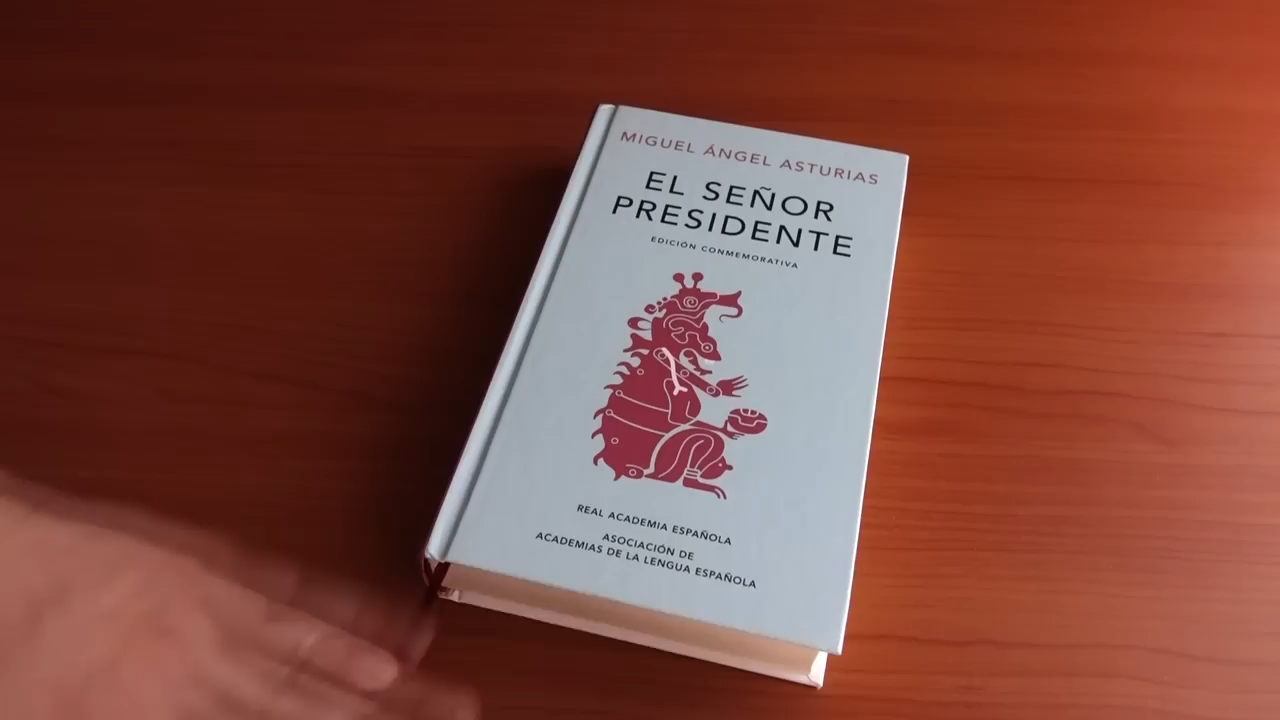 MIGUEL ÁNGEL ASTURIAS
EL SEÑOR
PRESIDENTE
EDICIÓN CONMEMORATIVA
REAL ACADEMIA ESPAÑOLA
ASOCIACIÓN DE
ACADEMIAS DE LA LENGUA ESPAÑOLA